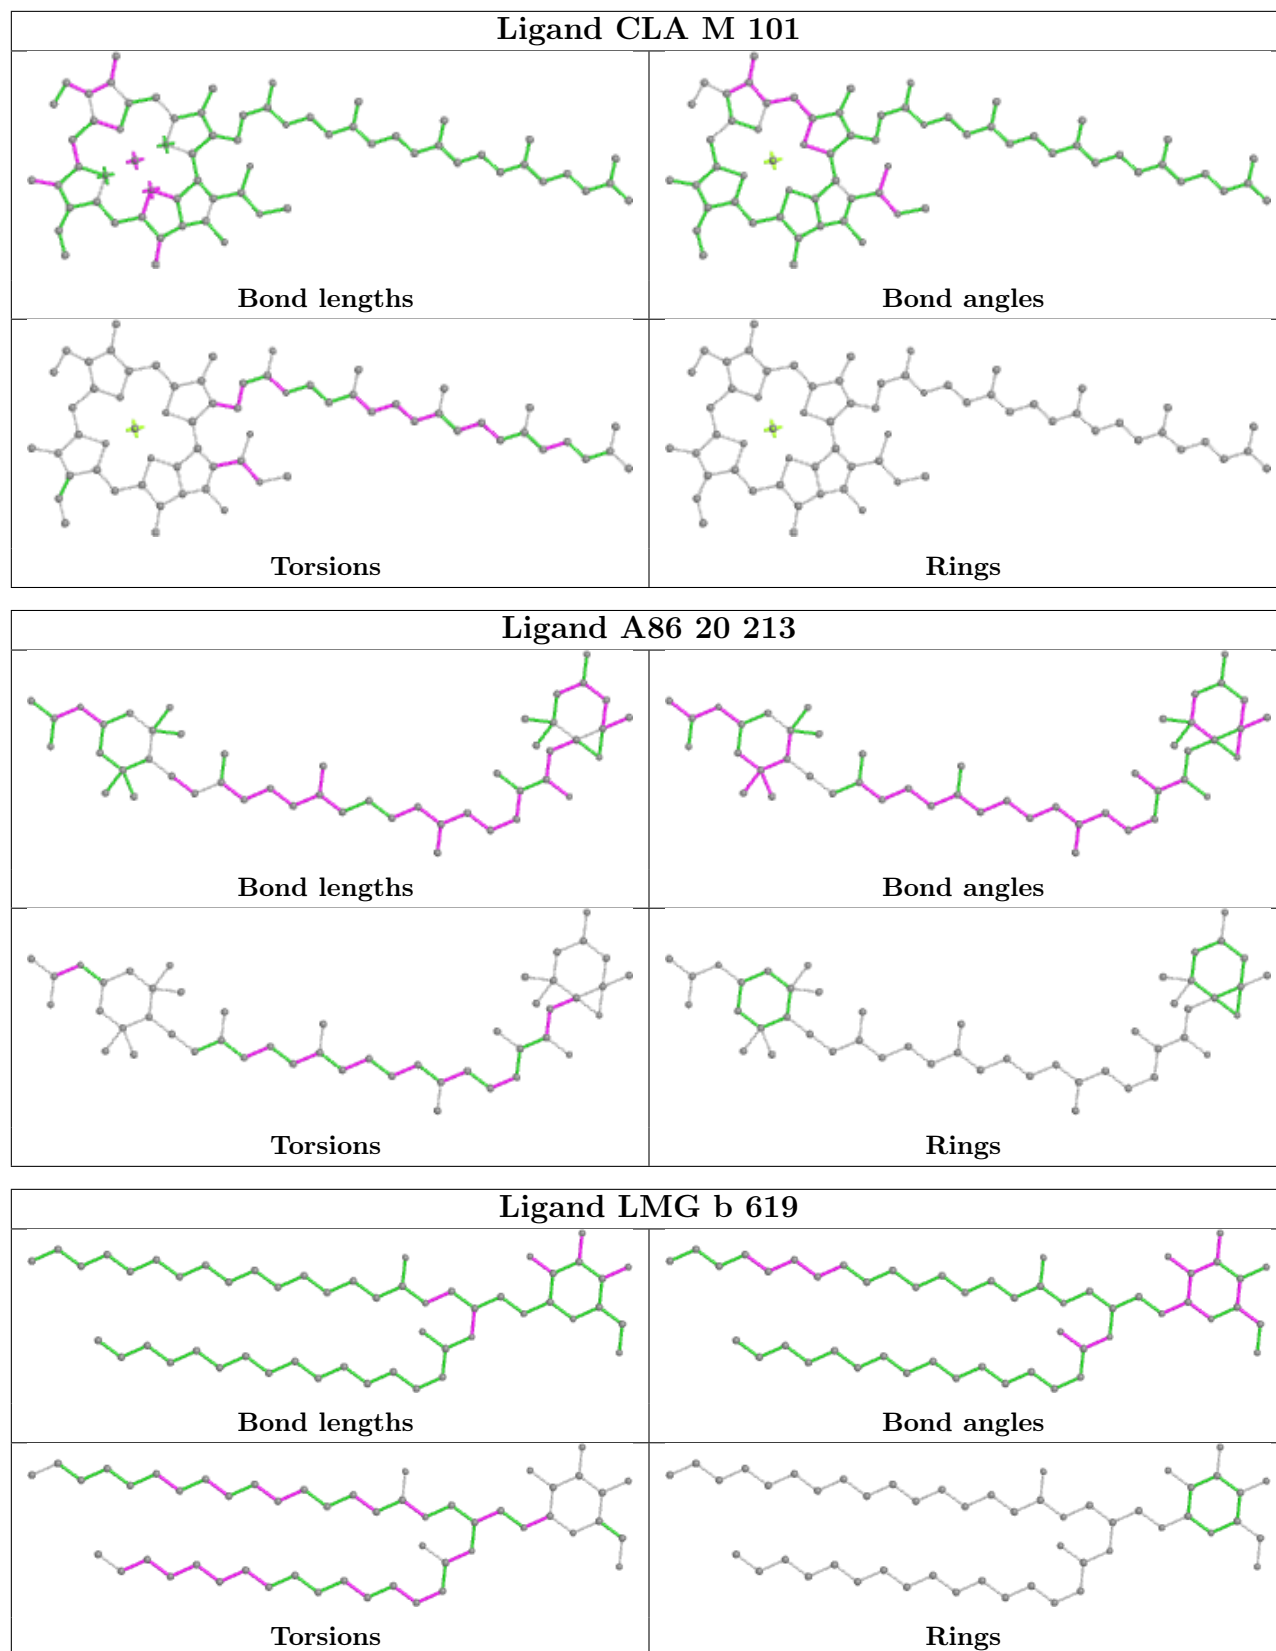 Ligand CLA M 101
Bond lengths
Bond angles
Torsions
Rings
Ligand A86 20 213
Bond lengths
Bond angles
Torsions
Rings
Ligand LMG b 619
Bond lengths
Bond angles
Torsions
Rings